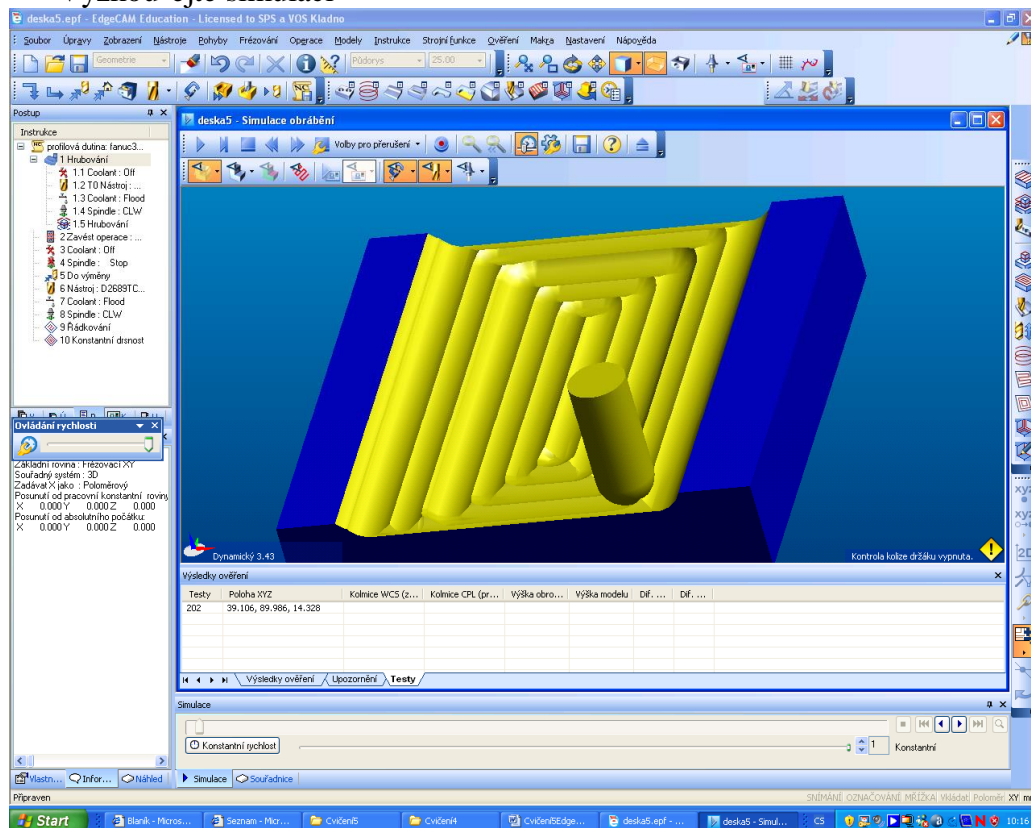 deska5.epf - EdgeCAM Education - Licensed to SPS a VOS Kladno
Soubor Úpravy Zobrazení Nástroje Pohyby Frézování Operace Modely Instrukce Strojní funkce Ověření Makra Nastavení Nápověda
Geometrie Půdorys 25.00
Postup
Instrukce
profilová dutina: fanuc3...
1 Hrubování
1.1 Coolant : Off
1.2 T0 Nástroj : ...
1.3 Coolant : Flood
1.4 Spindle : CLW
1.5 Hrubování
2 Zavést operace : ...
3 Coolant : Off
4 Spindle : Stop
5 Do výměny
6 Nástroj : D2689TC...
7 Coolant : Flood
8 Spindle : CLW
9 Řádkování
10 Konstantní drsnost
Ovládání rychlosti
Základní rovina : Frézovací XY
Souřadný systém : 3D
Zadávat X jako : Poloměrový
Posunutí od pracovní konstantní roviny
X 0.000 Y 0.000 Z 0.000
Posunutí od absolutního počátku:
X 0.000 Y 0.000 Z 0.000
Vlastn... Infor... Náhled
deska5 - Simulace obrábění
Volby pro přerušení
Dynamický 3.43
Kontrola kolize držáku vypnuta.
Výsledky ověření
Testy Poloha XYZ Kolmice WCS (z... Kolmice CPL (pr... Výška obro... Výška modelu Dif. ... Dif. ...
202 39.106, 89.986, 14.328
Výsledky ověření Upozornění Testy
Simulace
Konstantní rychlost 1 Konstantní
Simulace Souřadnice
Připraven
SNÍMÁNÍ OZNAČOVÁNÍ MŘÍŽKA Vkládat Poloměr XY
Start Blaník - Micros... Seznam - Micr... Cvičení5 Cvičení4 Cvičení5Edge... deska5.epf - ... deska5 - Simul... CS 10:16